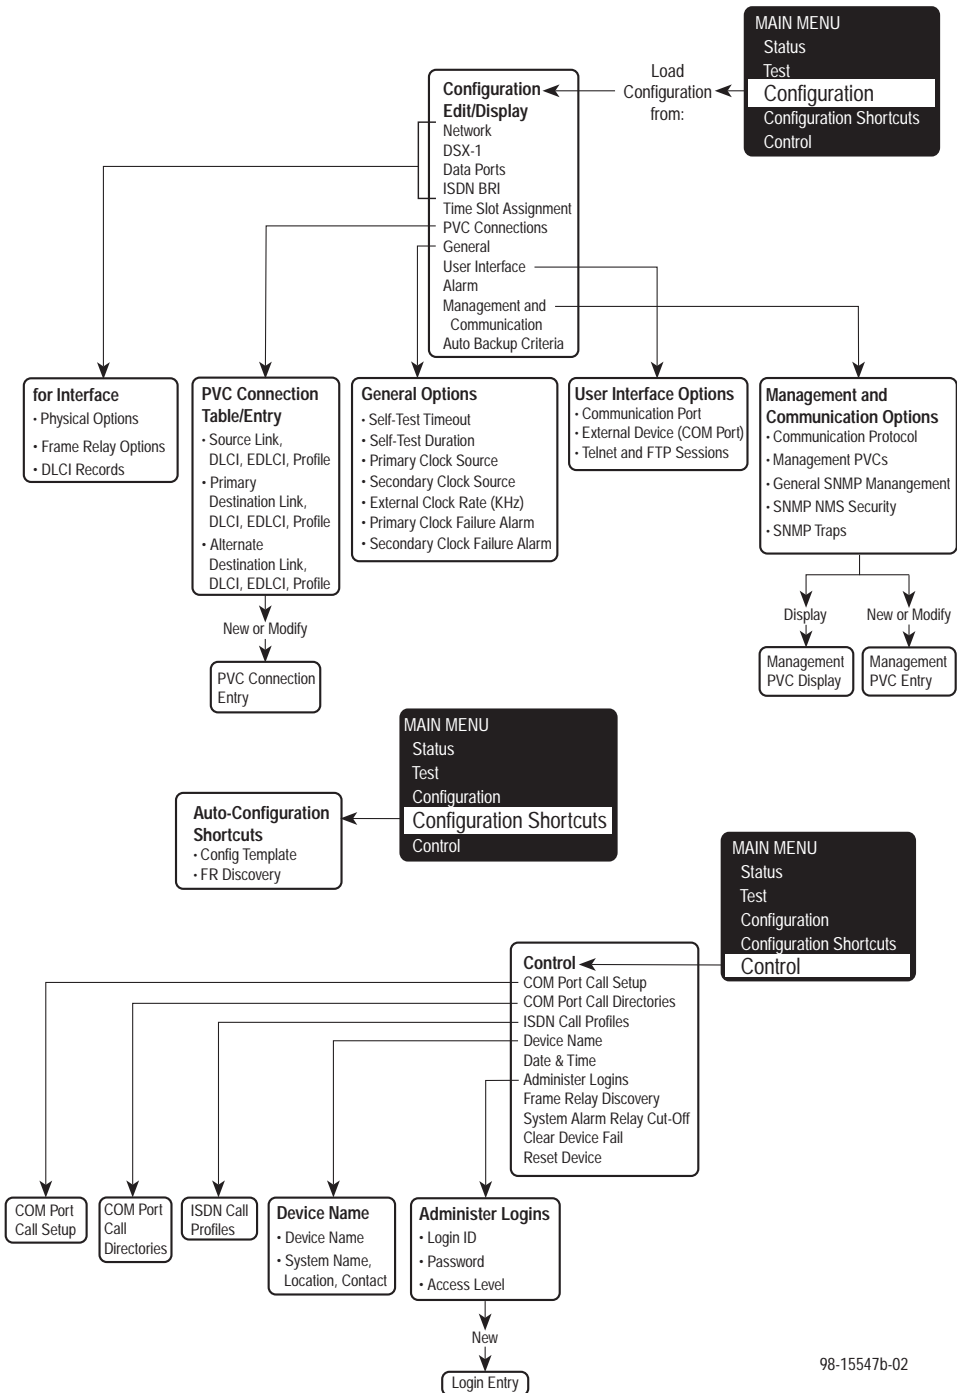 MAIN MENU
Status
Test
Configuration
Configuration Shortcuts
Control
Load
Configuration
from:
Configuration
Edit/Display
Network
DSX-1
Data Ports
ISDN BRI
Time Slot Assignment
PVC Connections
General
User Interface
Alarm
Management and
Communication
Auto Backup Criteria
for Interface
• Physical Options
• Frame Relay Options
• DLCI Records
PVC Connection
Table/Entry
• Source Link,
DLCI, EDLCI, Profile
• Primary
Destination Link,
DLCI, EDLCI, Profile
• Alternate
Destination Link,
DLCI, EDLCI, Profile
New or Modify
PVC Connection
Entry
General Options
• Self-Test Timeout
• Self-Test Duration
• Primary Clock Source
• Secondary Clock Source
• External Clock Rate (KHz)
• Primary Clock Failure Alarm
• Secondary Clock Failure Alarm
User Interface Options
• Communication Port
• External Device (COM Port)
• Telnet and FTP Sessions
Management and
Communication Options
• Communication Protocol
• Management PVCs
• General SNMP Mangement
• SNMP NMS Security
• SNMP Traps
Display
New or Modify
Management
PVC Display
Management
PVC Entry
MAIN MENU
Status
Test
Configuration
Configuration Shortcuts
Control
Auto-Configuration
Shortcuts
• Config Template
• FR Discovery
MAIN MENU
Status
Test
Configuration
Configuration Shortcuts
Control
Control
COM Port Call Setup
COM Port Call Directories
ISDN Call Profiles
Device Name
Date & Time
Administer Logins
Frame Relay Discovery
System Alarm Relay Cut-Off
Clear Device Fail
Reset Device
COM Port
Call Setup
COM Port
Call
Directories
ISDN Call
Profiles
Device Name
• Device Name
• System Name,
Location, Contact
Administer Logins
• Login ID
• Password
• Access Level
New
Login Entry
98-15547b-02